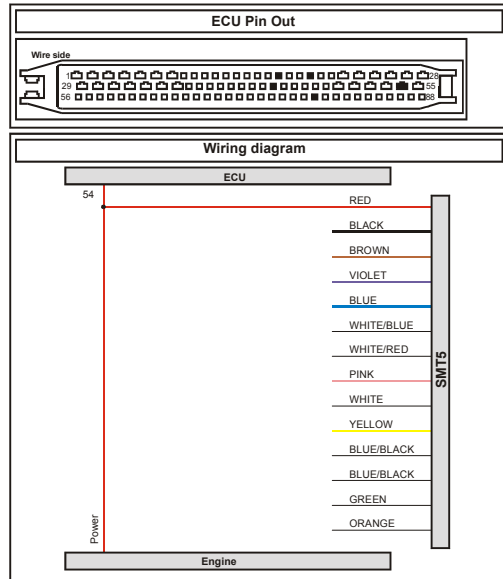 ECU Pin Out
Wire side
1 28
29 55
56 88
Wiring diagram
ECU
54
RED
BLACK
BROWN
VIOLET
BLUE
WHITE/BLUE
WHITE/RED
PINK
WHITE
YELLOW
BLUE/BLACK
BLUE/BLACK
GREEN
ORANGE
SMT5
Power
Engine